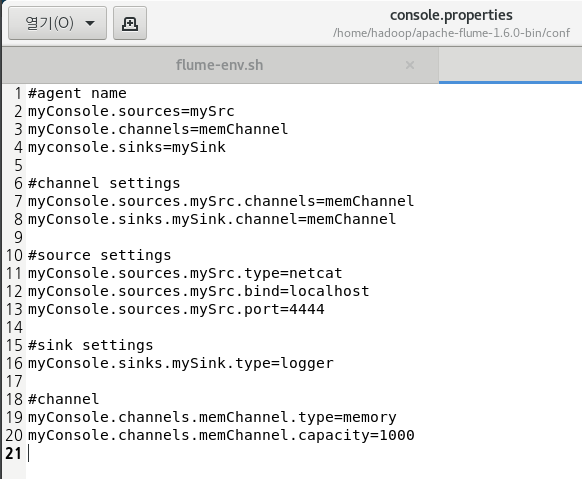 열기(O)
console.properties
/home/hadoop/apache-flume-1.6.0-bin/conf
flume-env.sh ×
1 #agent name
2 myConsole.sources=mySrc
3 myConsole.channels=memChannel
4 myconsole.sinks=mySink
5
6 #channel settings
7 myConsole.sources.mySrc.channels=memChannel
8 myConsole.sinks.mySink.channel=memChannel
9
10 #source settings
11 myConsole.sources.mySrc.type=netcat
12 myConsole.sources.mySrc.bind=localhost
13 myConsole.sources.mySrc.port=4444
14
15 #sink settings
16 myConsole.sinks.mySink.type=logger
17
18 #channel
19 myConsole.channels.memChannel.type=memory
20 myConsole.channels.memChannel.capacity=1000
21